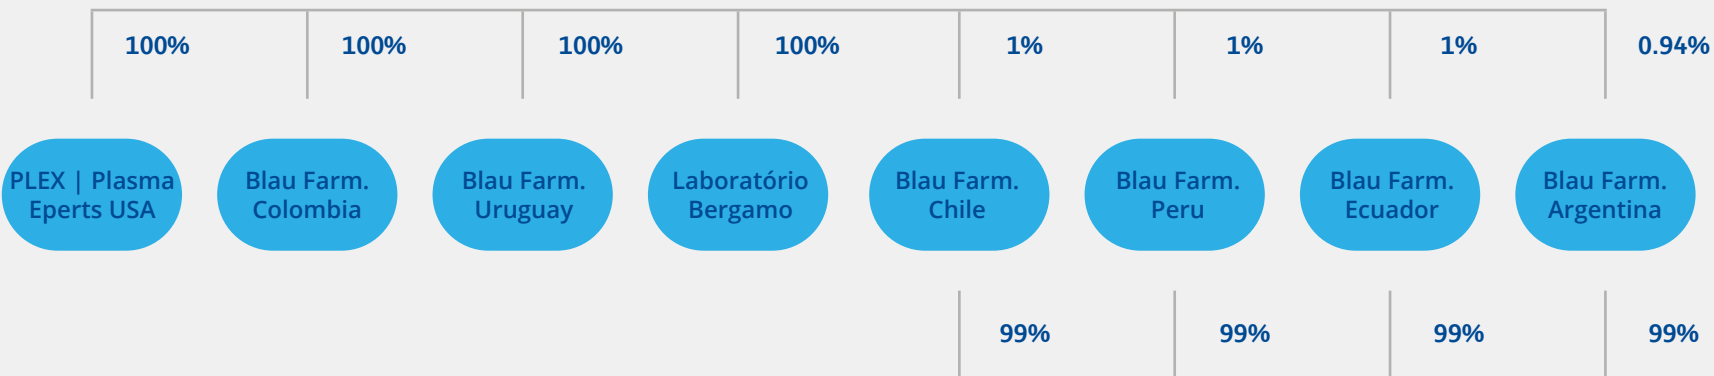 100% 100% 100% 100% 1% 1% 1% 0.94%
PLEX | Plasma
Eperts USA
Blau Farm.
Colombia
Blau Farm.
Uruguay
Laboratório
Bergamo
Blau Farm.
Chile
Blau Farm.
Peru
Blau Farm.
Ecuador
Blau Farm.
Argentina
99% 99% 99% 99%